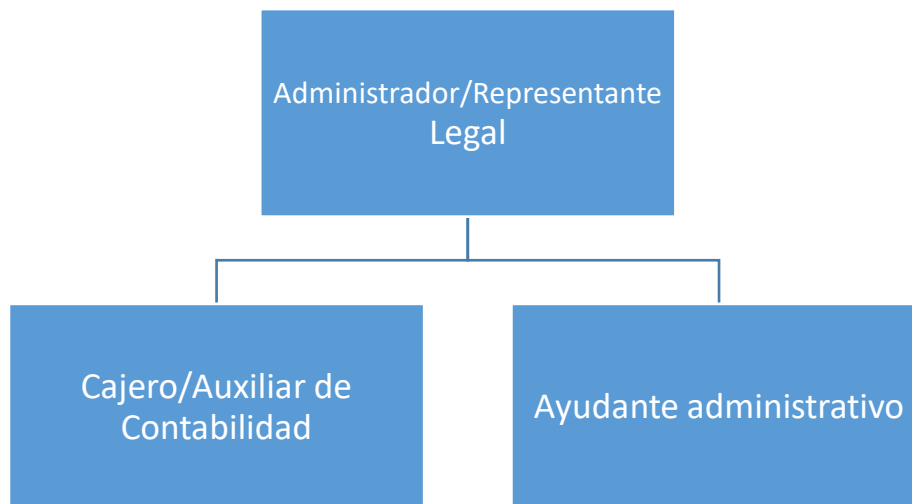 Administrador/Representante
Legal
Cajero/Auxiliar de
Contabilidad
Ayudante administrativo